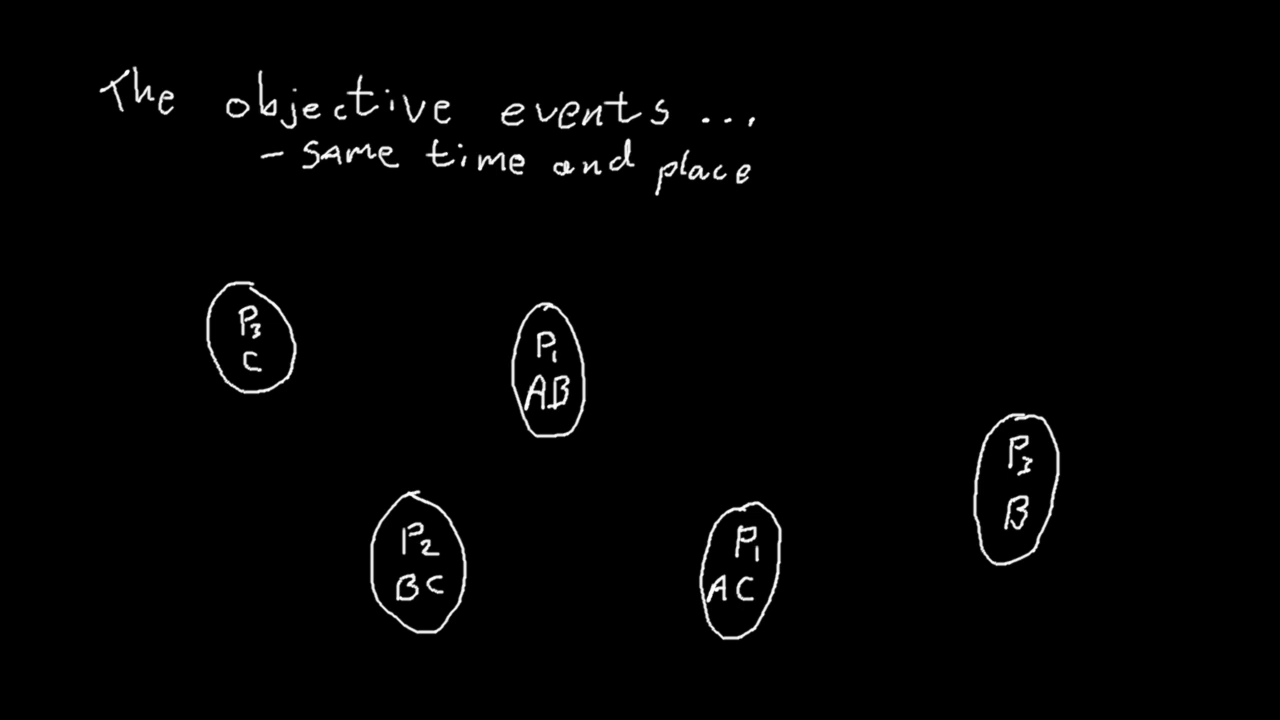 The objective events...
- same time and place
P₃
C
P₁
AB
P₃
B
P₂
BC
P₁
AC